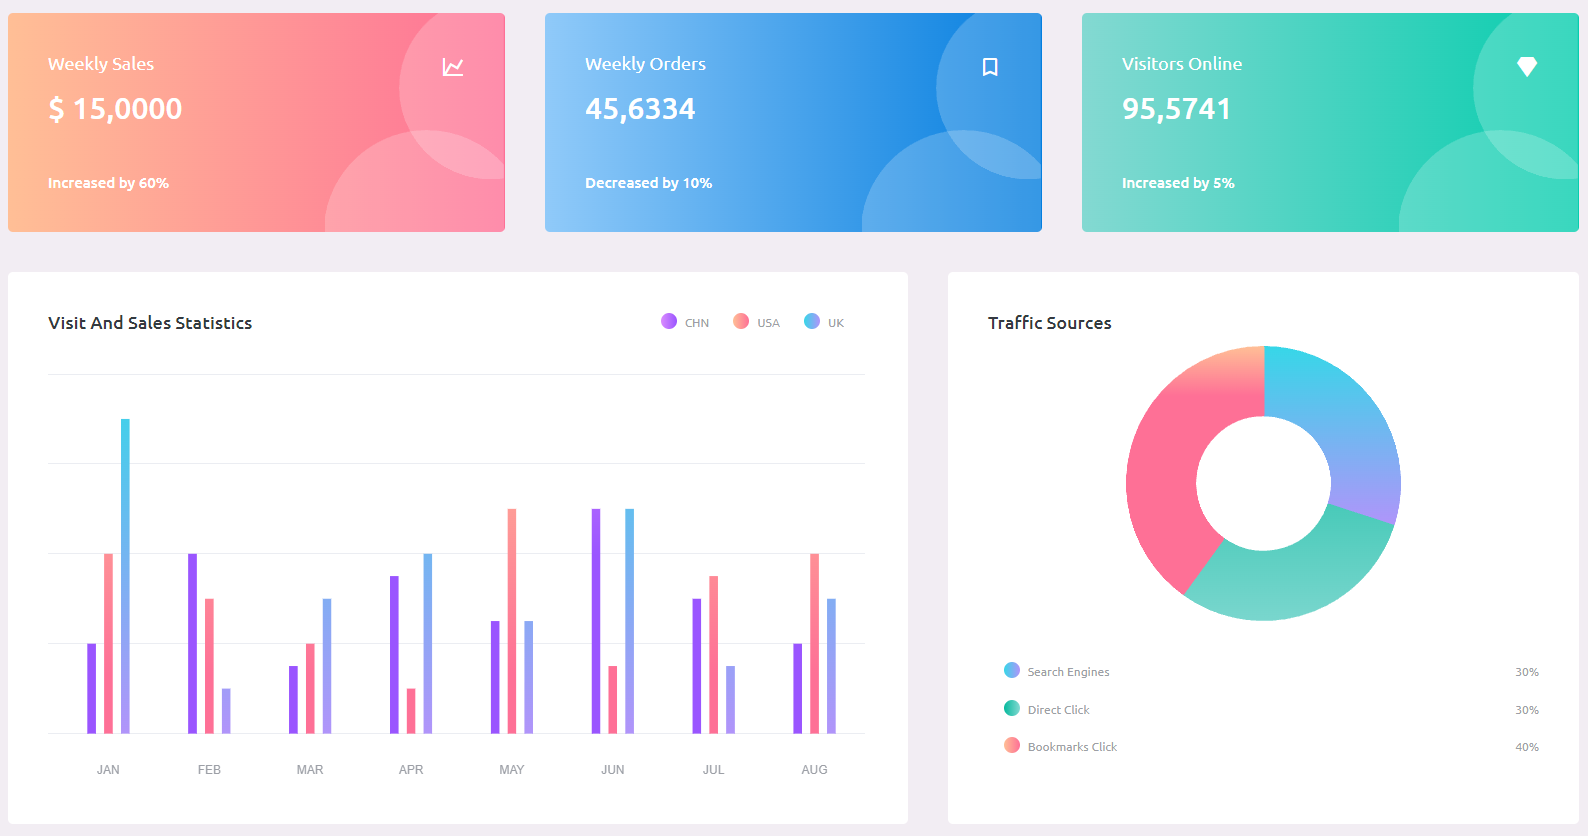 Weekly Sales
$ 15,0000
Increased by 60%
Weekly Orders
45,6334
Decreased by 10%
Visitors Online
95,5741
Increased by 5%
Visit And Sales Statistics
CHN USA UK
JAN FEB MAR APR MAY JUN JUL AUG
Traffic Sources
Search Engines 30%
Direct Click 30%
Bookmarks Click 40%